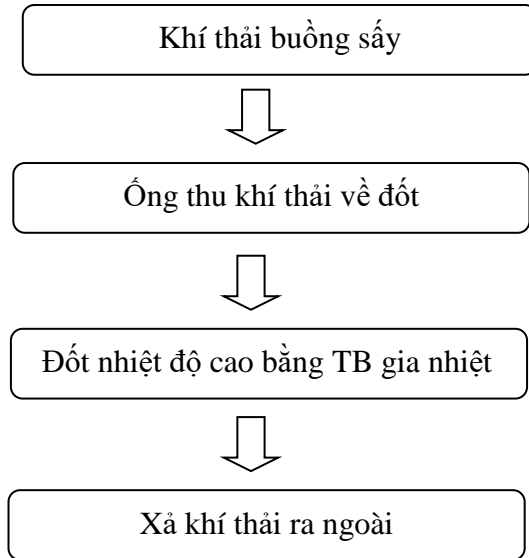 Khí thải buồng sấy
Ống thu khí thải về đốt
Đốt nhiệt độ cao bằng TB gia nhiệt
Xả khí thải ra ngoài